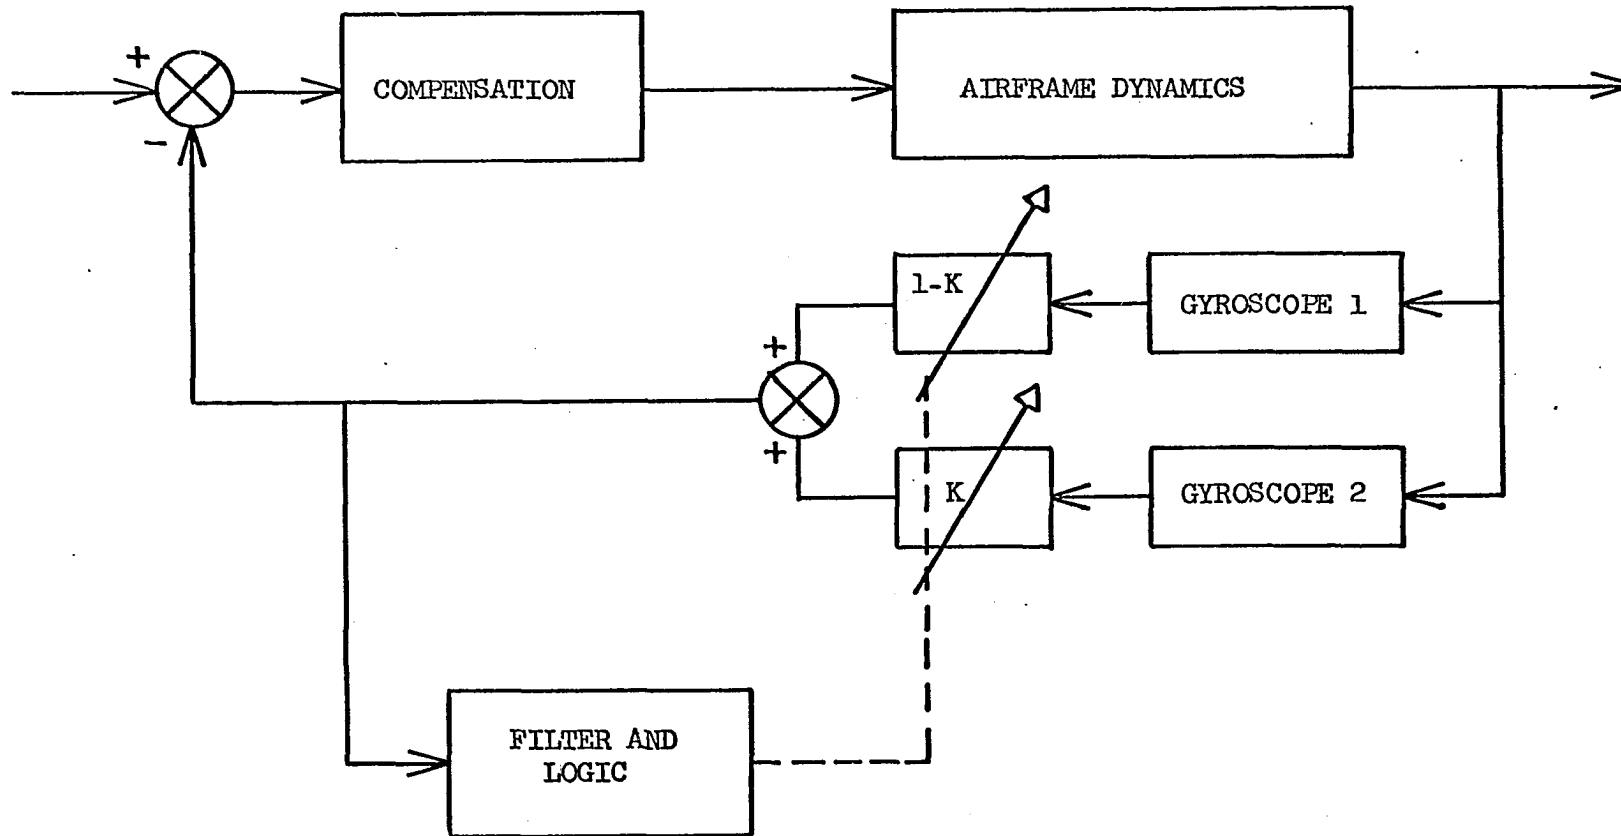 +
COMPENSATION
AIRFRAME DYNAMICS
-
1-K
GYROSCOPE 1
+
+
K
GYROSCOPE 2
FILTER AND
LOGIC